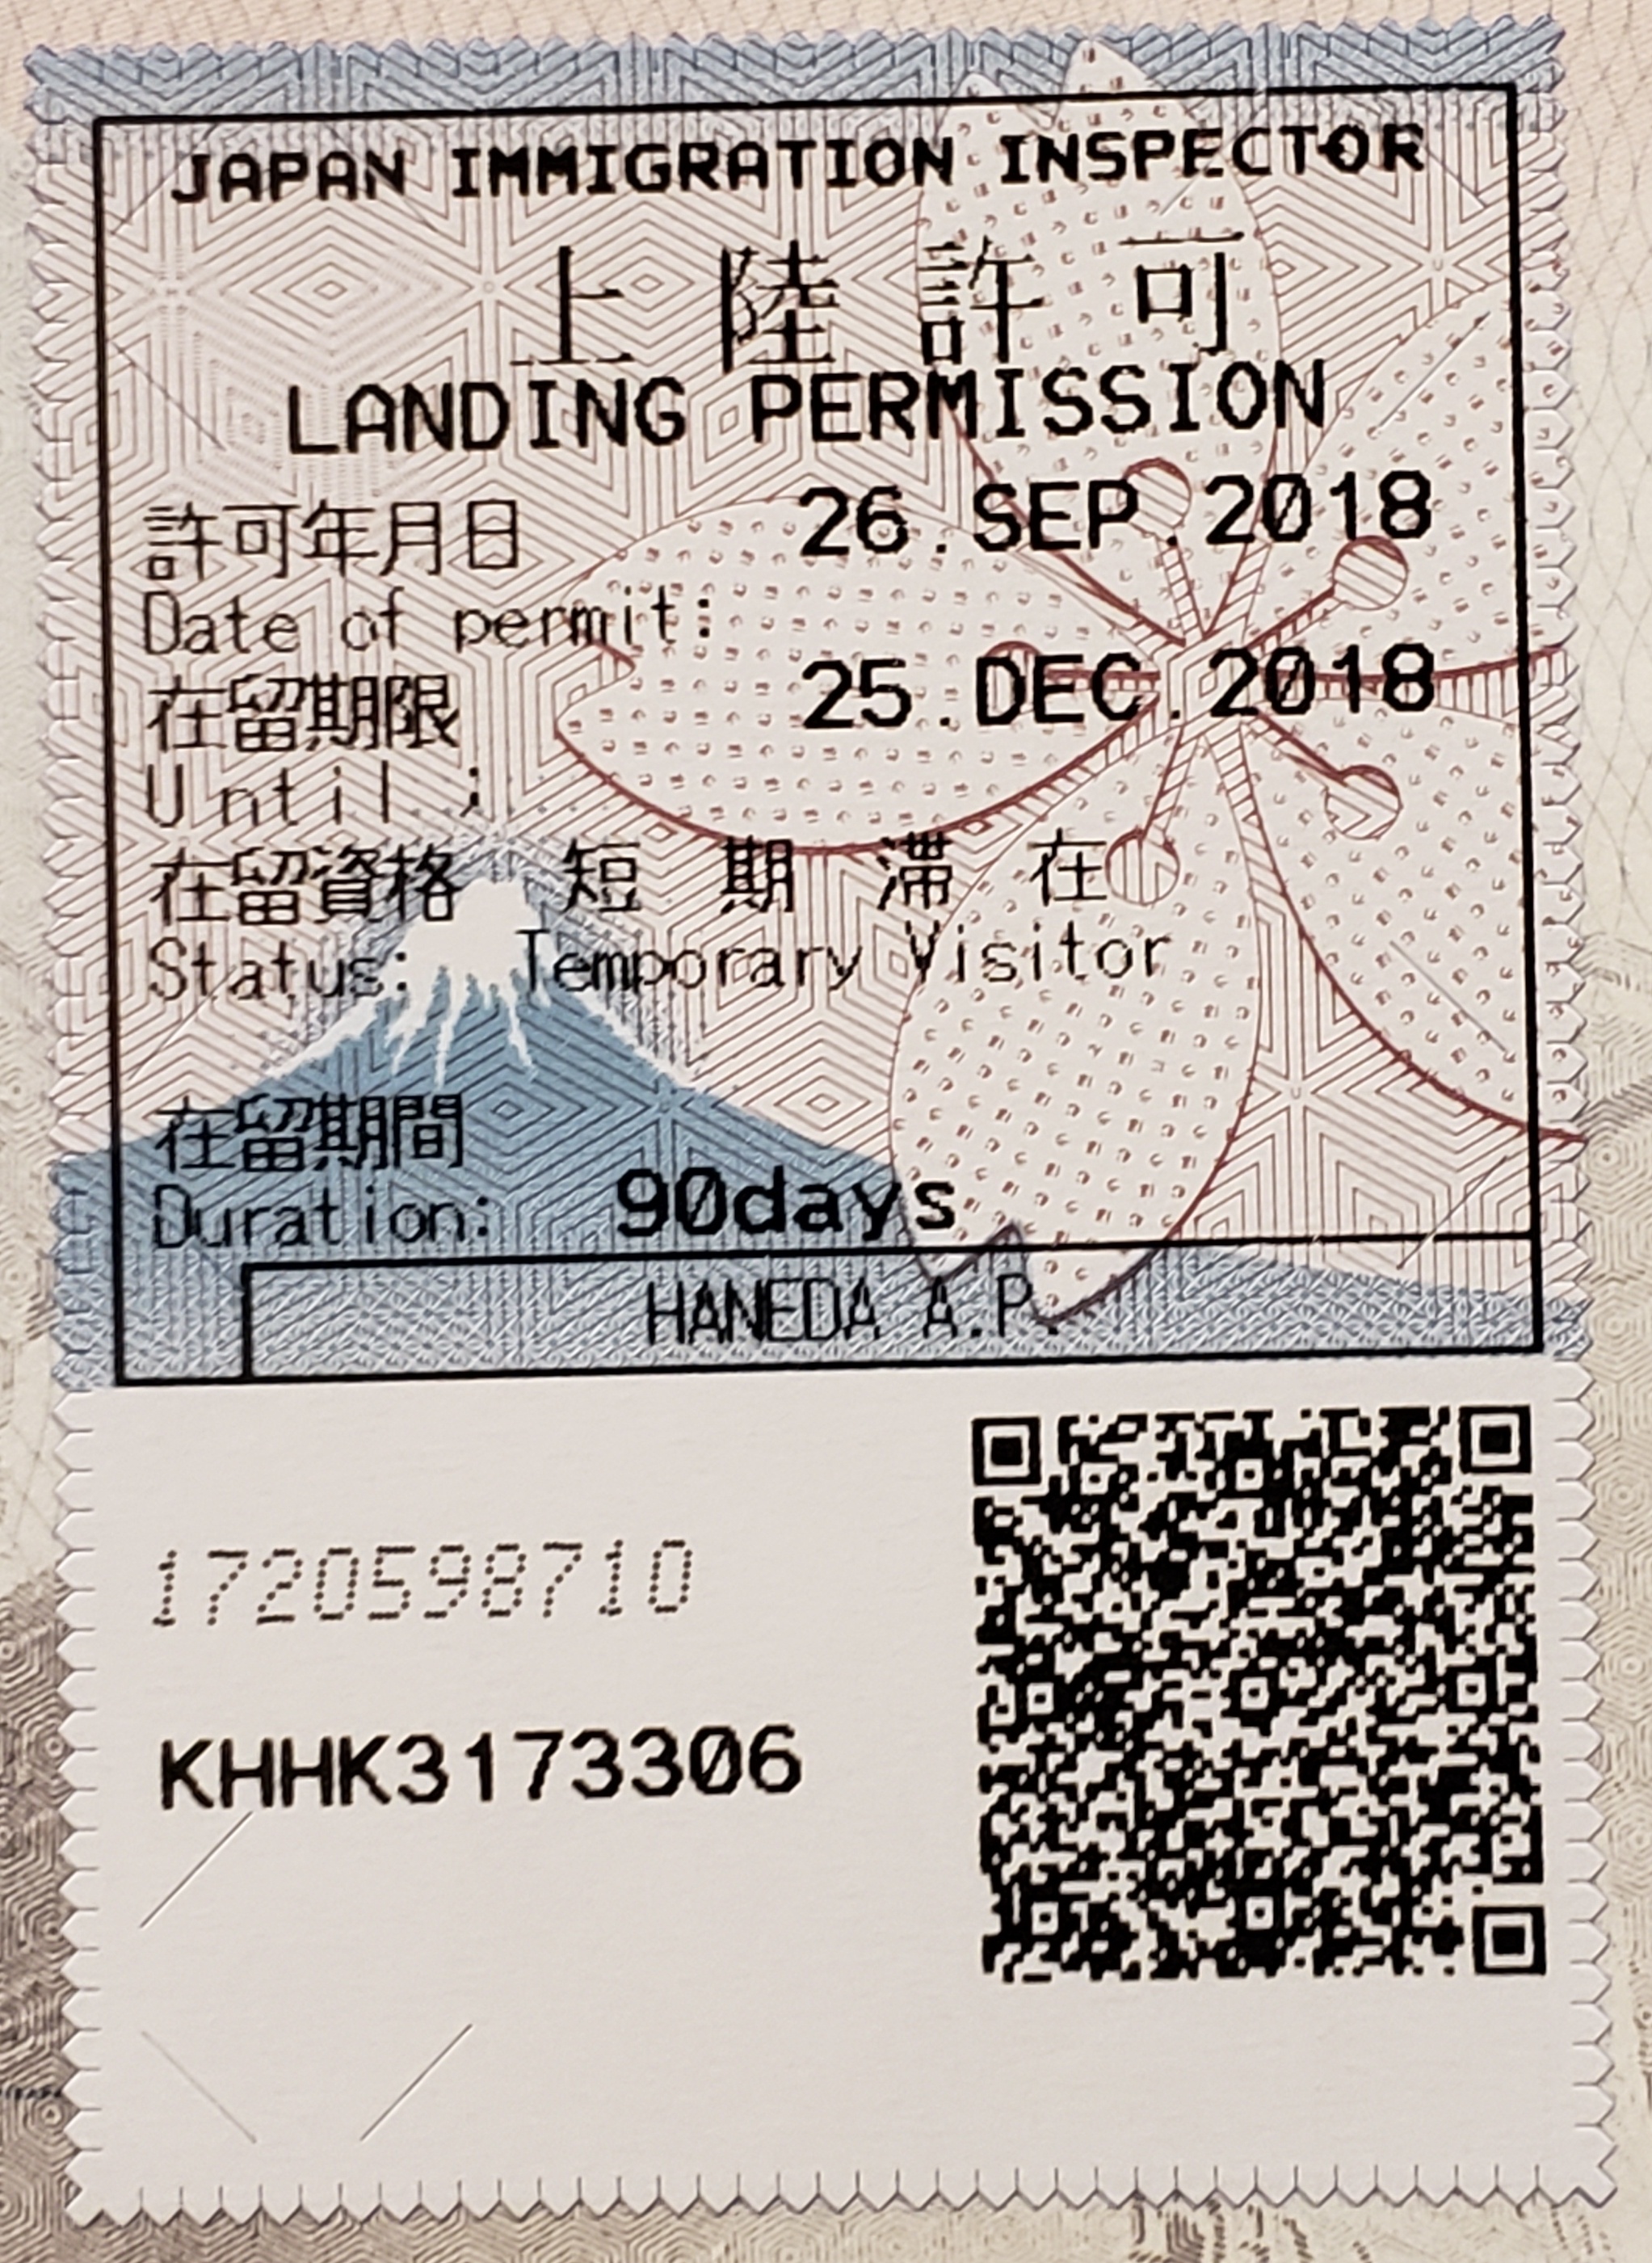 JAPAN IMMIGRATION INSPECTOR
上陸許可
LANDING PERMISSION
許可年月日 26.SEP.2018
Date of permit:
在留期限 25.DEC.2018
Until :
在留資格 短期滞在
Status: Temporary Visitor
在留期間
Duration: 90days
HANEDA A.P.
1720598710
KHHK3173306